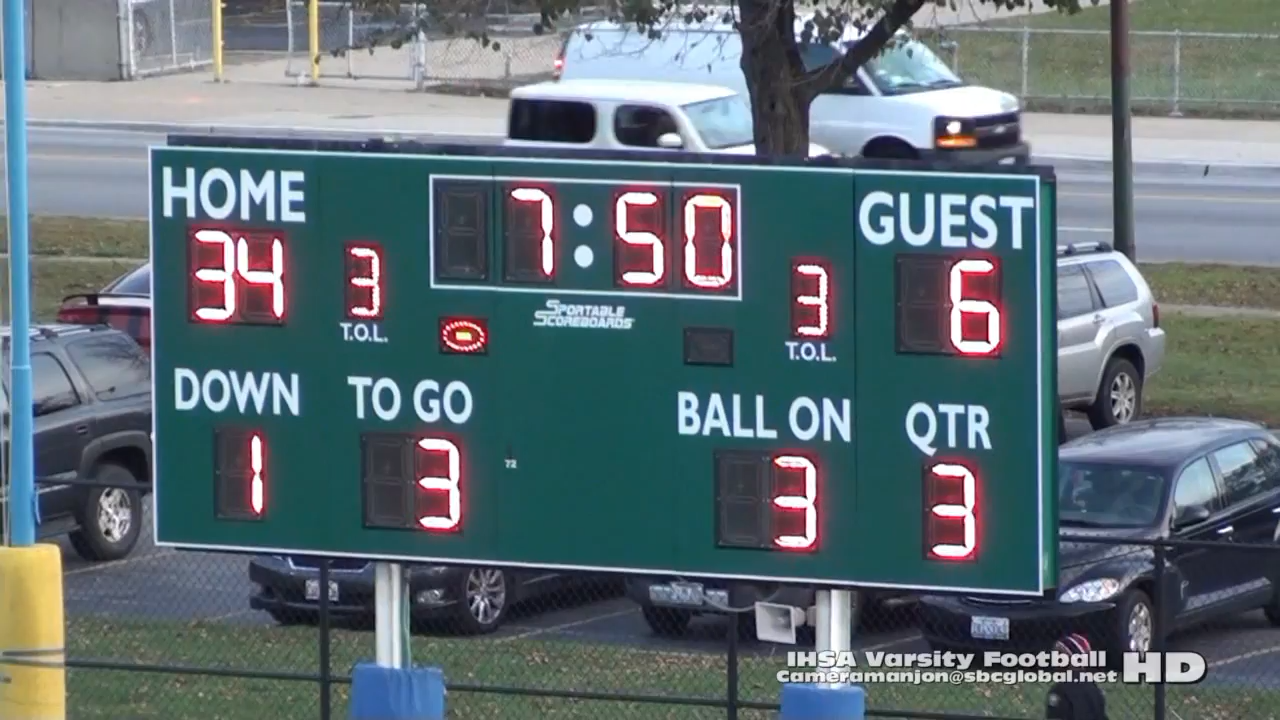 HOME
7:50
GUEST
34
3
T.O.L.
3
T.O.L.
6
SPORTABLE
SCOREBOARDS
DOWN
TO GO
BALL ON
QTR
1
3
72
3
3
IHSA Varsity Football HD
cameramanjon@sbcglobal.net